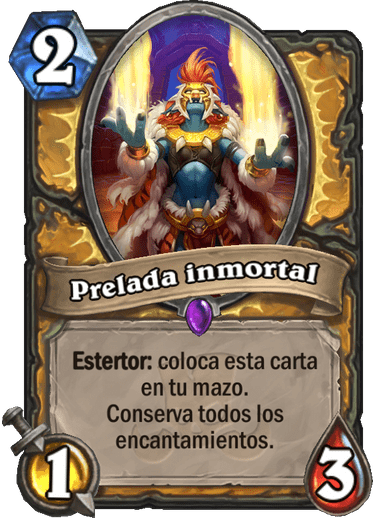 2
Prelada inmortal
Estertor: coloca esta carta
en tu mazo.
Conserva todos los
encantamientos.
1
3